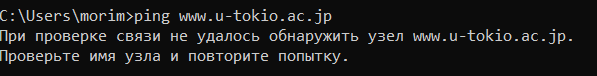 C:\Users\morim>ping www.u-tokio.ac.jp
При проверке связи не удалось обнаружить узел www.u-tokio.ac.jp.
Проверьте имя узла и повторите попытку.